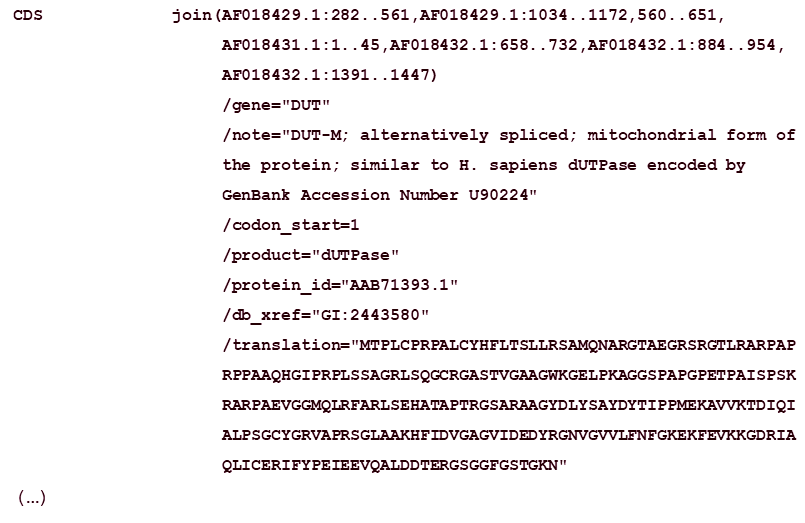 CDS join(AF018429.1:282..561,AF018429.1:1034..1172,560..651,
AF018431.1:1..45,AF018432.1:658..732,AF018432.1:884..954,
AF018432.1:1391..1447)
/gene="DUT"
/note="DUT-M; alternatively spliced; mitochondrial form of
the protein; similar to H. sapiens dUTPase encoded by
GenBank Accession Number U90224"
/codon_start=1
/product="dUTPase"
/protein_id="AAB71393.1"
/db_xref="GI:2443580"
/translation="MTPLCPRPALCYHFLTSLLRSAMQNARGTAEGRSRGTLRARPAP
RPPAAQHGIPRPLSSAGRLSQGCRGASTVGAAGWKGELPKAGGSPAPGPETPAISPSK
RARPAEVGGMQLRFARLSEHATAPTRGSARAAGYDLYSAYDYTIPPMEKAVVKTDIQI
ALPSGCYGRVAPRSGLAAKHFIDVGAGVIDEDYRGNVGVVLFNFGKEKFEVKKGDRIA
QLICERIFYPEIEEVQALDDTERGSGGFGSTGKN"
(...)